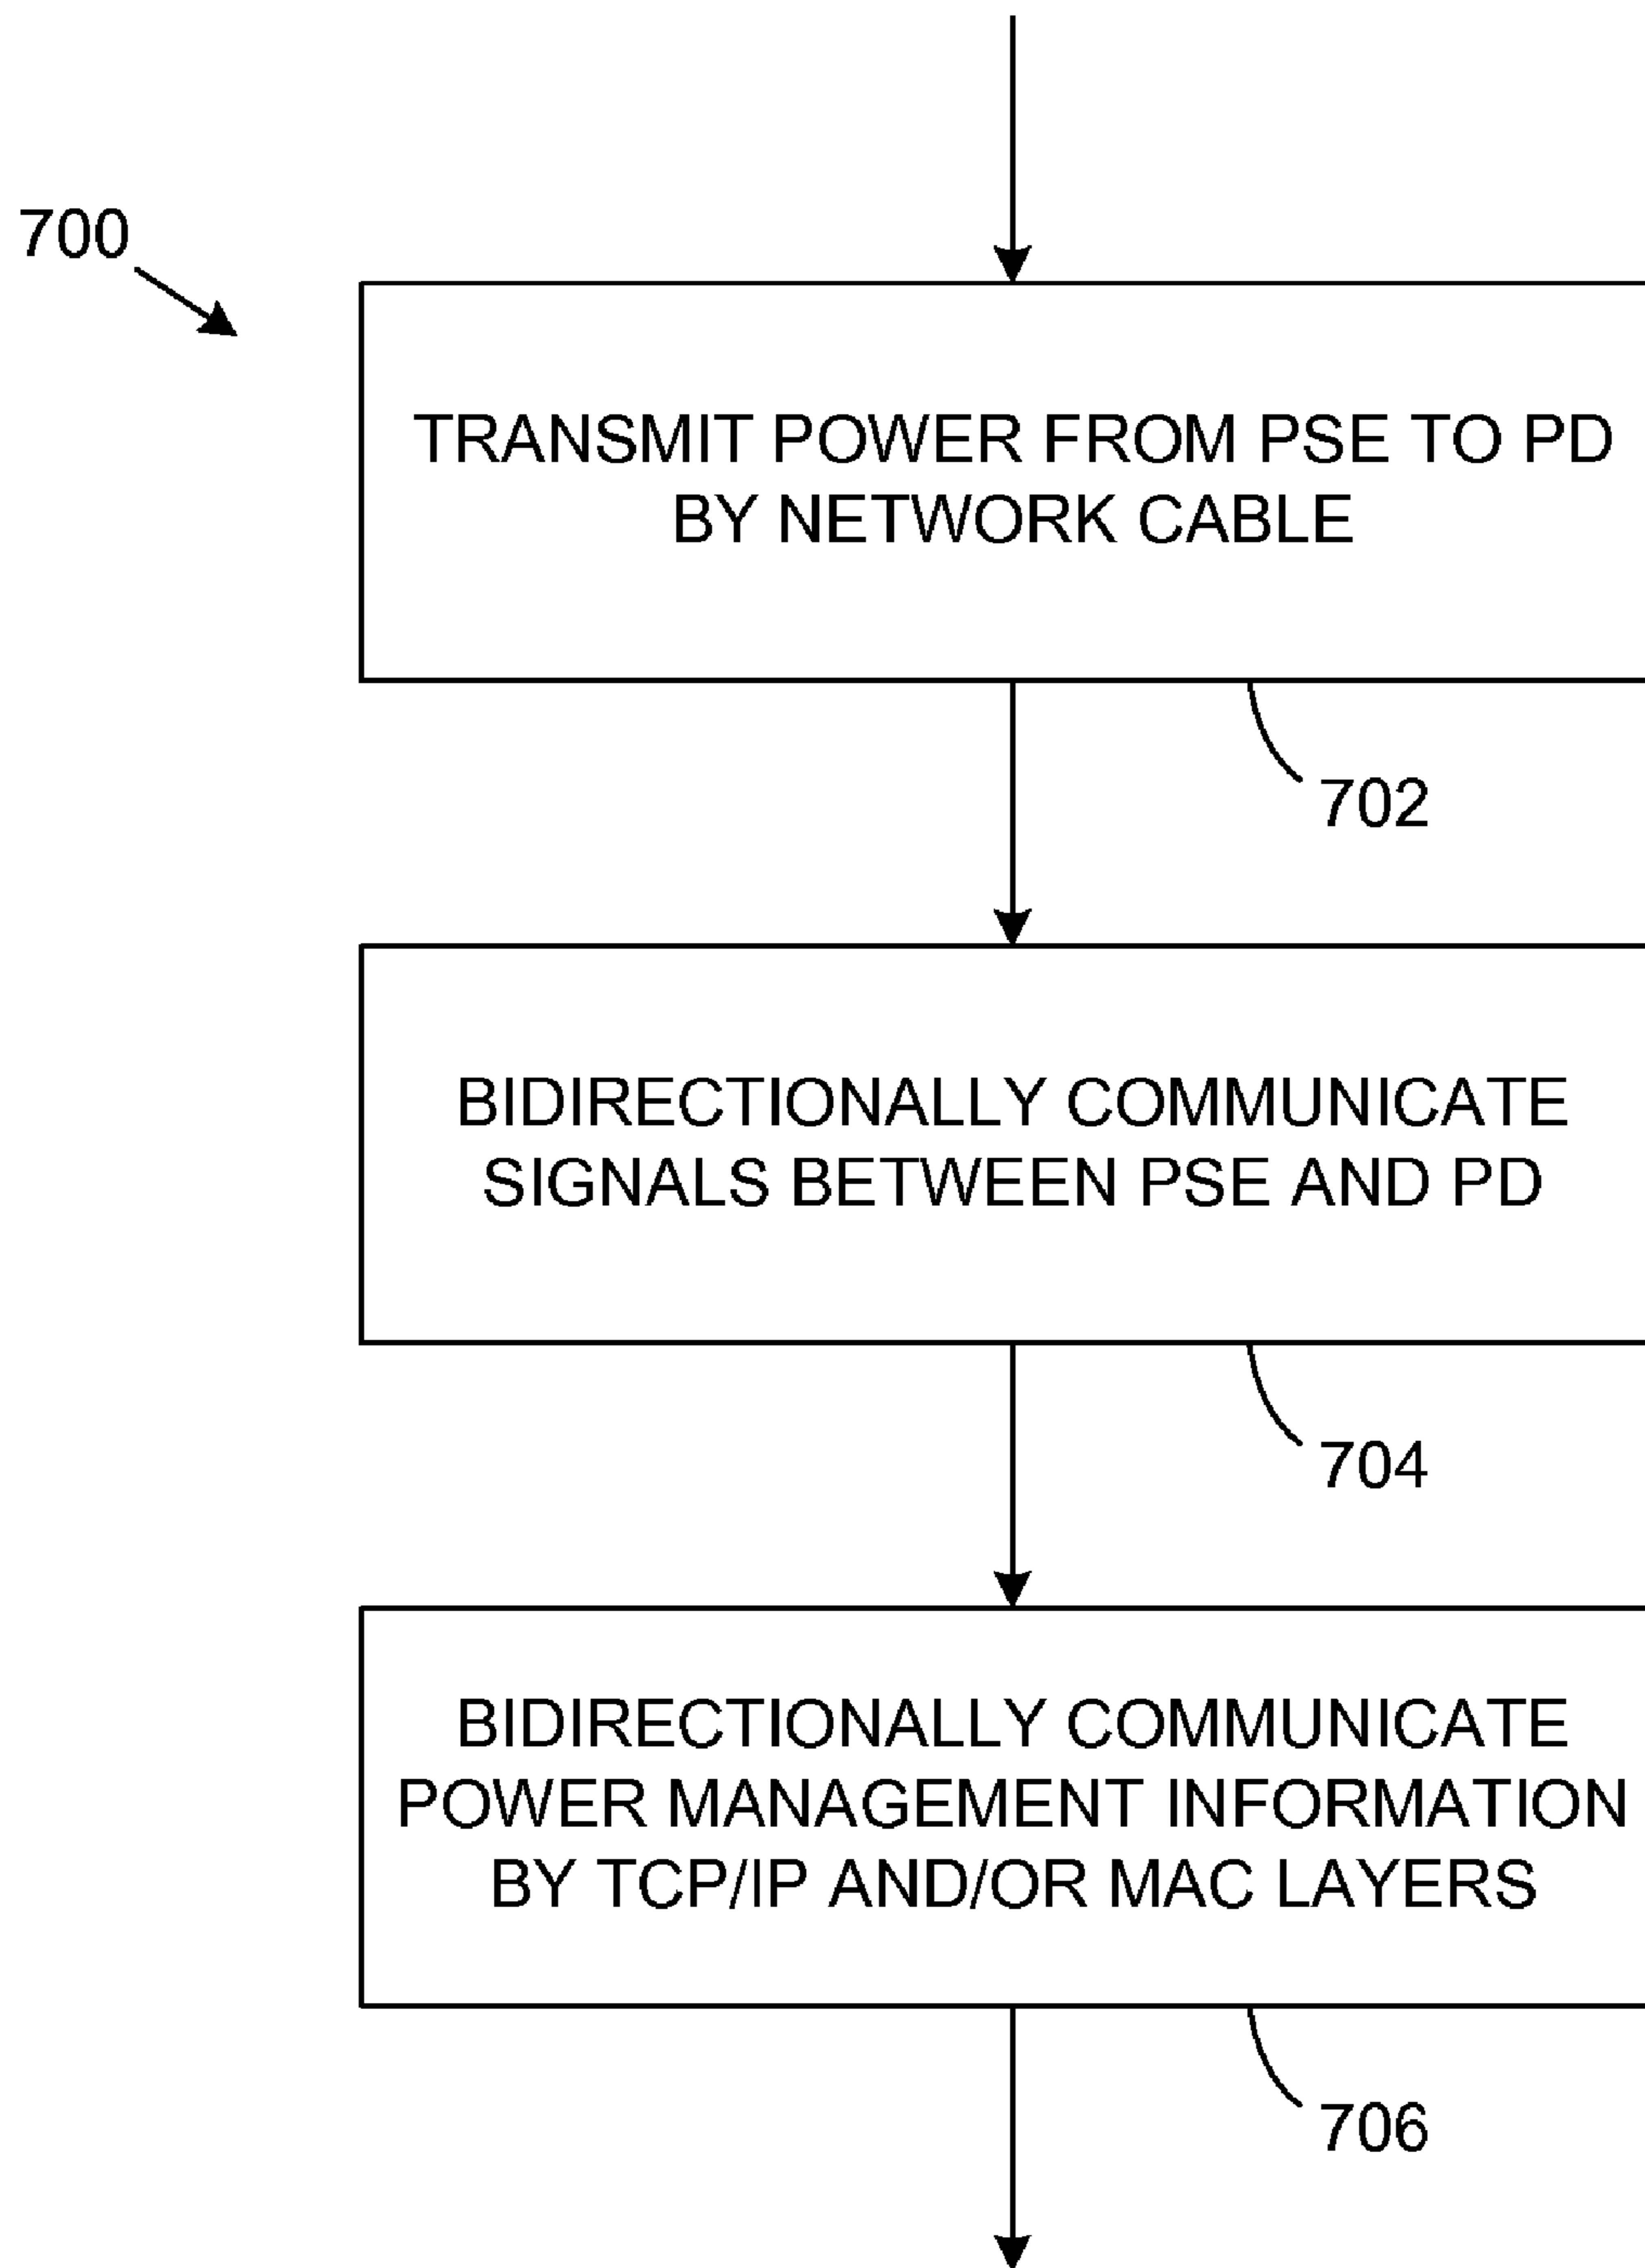 700
TRANSMIT POWER FROM PSE TO PD
BY NETWORK CABLE
702
BIDIRECTIONALLY COMMUNICATE
SIGNALS BETWEEN PSE AND PD
704
BIDIRECTIONALLY COMMUNICATE
POWER MANAGEMENT INFORMATION
BY TCP/IP AND/OR MAC LAYERS
706